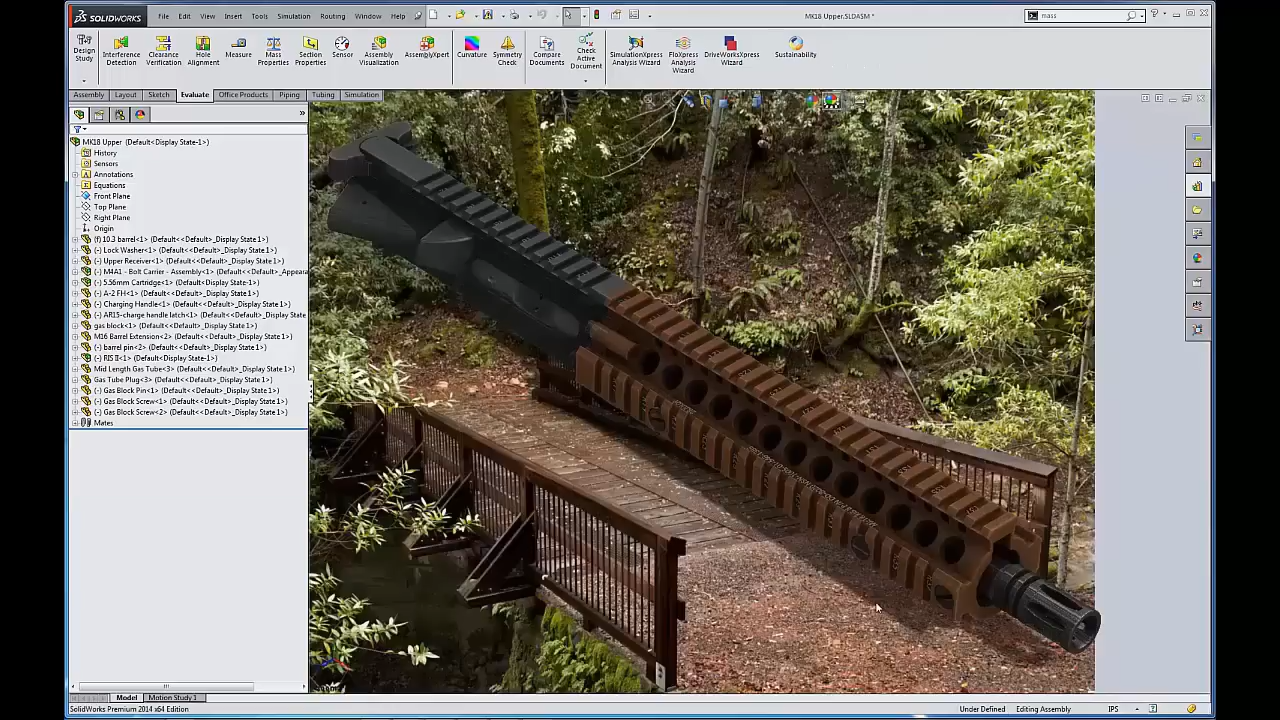 SOLIDWORKS File Edit View Insert Tools Simulation Routing Window Help MK18 Upper.SLDASM * mass
Design Study Interference Detection Clearance Verification Hole Alignment Measure Mass Properties Section Properties Sensor Assembly Visualization AssemblyXpert Curvature Symmetry Check Compare Documents Check Active Document SimulationXpress Analysis Wizard FloXpress Analysis Wizard DriveWorksXpress Wizard Sustainability
Assembly Layout Sketch Evaluate Office Products Piping Tubing Simulation
MK18 Upper (Default<Display State-1>)
History
Sensors
Annotations
Equations
Front Plane
Top Plane
Right Plane
Origin
(f) 10.3 barrel<1> (Default<<Default>_Display State 1>)
(-) Lock Washer<1> (Default<<Default>_Display State 1>)
(-) Upper Receiver<1> (Default<<Default>_Display State 1>)
(-) M4A1 - Bolt Carrier - Assembly<1> (Default<<Default>_Appeara
(-) 5.56mm Cartridge<1> (Default<Display State-1>)
(-) A-2 FH<1> (Default<<Default>_Display State 1>)
(-) Charging Handle<1> (Default<<Default>_Display State 1>)
(-) AR15-charge handle latch<1> (Default<<Default>_Display State
gas block<1> (Default<<Default>_Display State 1>)
M16 Barrel Extension<2> (Default<<Default>_Display State 1>)
(-) barrel pin<2> (Default<<Default>_Display State 1>)
(-) RIS II<1> (Default<Display State-1>)
Mid Length Gas Tube<3> (Default<<Default>_Display State 1>)
Gas Tube Plug<3> (Default<<Default>_Display State 1>)
(-) Gas Block Pin<1> (Default<<Default>_Display State 1>)
(-) Gas Block Screw<1> (Default<<Default>_Display State 1>)
(-) Gas Block Screw<2> (Default<<Default>_Display State 1>)
Mates
Model Motion Study 1
SolidWorks Premium 2014 x64 Edition Under Defined Editing Assembly IPS